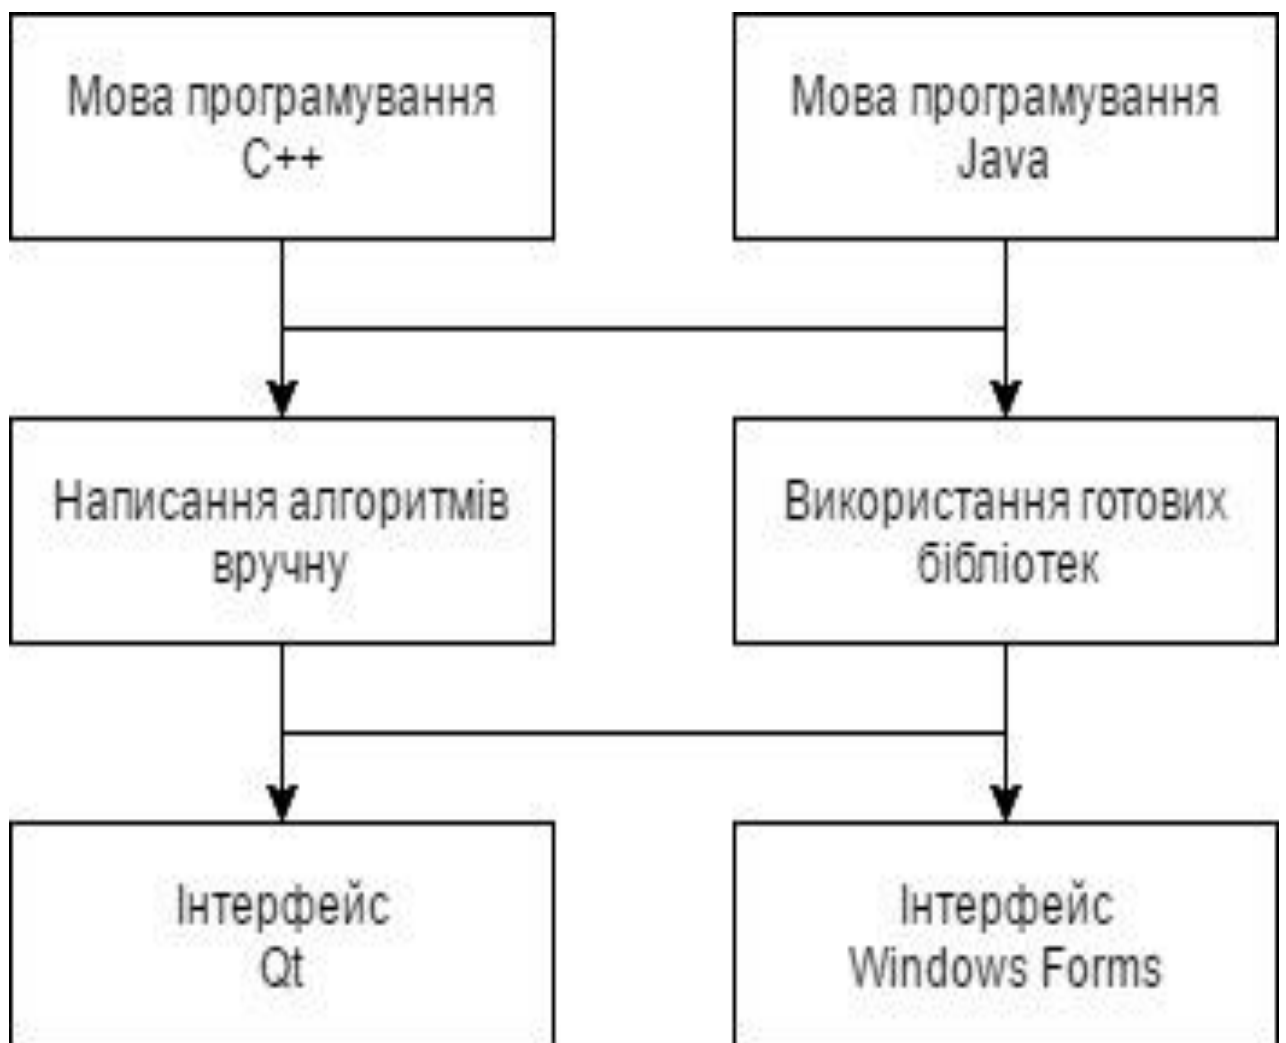 Мова програмування
C++
Мова програмування
Java
Написання алгоритмів
вручну
Використання готових
бібліотек
Інтерфейс
Qt
Інтерфейс
Windows Forms